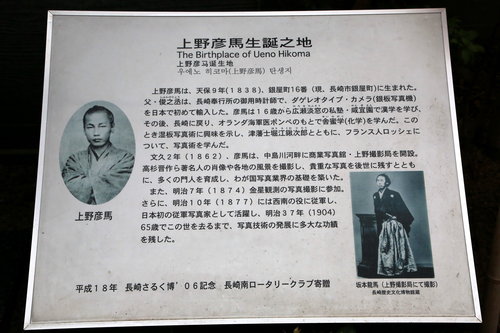 上野彦馬生誕之地
The Birthplace of Ueno Hikoma
上野彦马诞生地
우에노 히코마(上野彦馬) 탄생지
上野彦馬は、天保9年(1838)、銀屋町16番(現、長崎市銀屋町)に生まれた。
父・俊之丞は、長崎奉行所の御用時計師で、ダゲレオタイプ・カメラ(銀板写真機)
を日本で初めて輸入した。彦馬は16歳から広瀬淡窓の私塾・咸宜園で漢学を学び、
その後、長崎に戻り、オランダ海軍医ポンペのもとで舎密学(化学)を学んだ。この
とき湿板写真術に興味を示し、津藩士堀江鍬次郎とともに、フランス人ロッシェに
ついて、写真術を学んだ。
文久2年(1862)、彦馬は、中島川河畔に商業写真館・上野撮影局を開設。
高杉晋作ら著名人の肖像や各地の風景を撮影し、貴重な写真を後世に残すととも
に、多くの門人を育成し、わが国写真業界の基礎を築いた。
また、明治7年(1874)金星観測の写真撮影に参加。
さらに、明治10年(1877)には西南の役に従軍し、
日本初の従軍写真家として活躍し、明治37年(1904)
65歳でこの世を去るまで、写真技術の発展に多大な功績
を残した。
上野彦馬
坂本龍馬(上野撮影局にて撮影)
長崎歴史文化博物館蔵
平成18年 長崎さるく博'06記念 長崎南ロータリークラブ寄贈